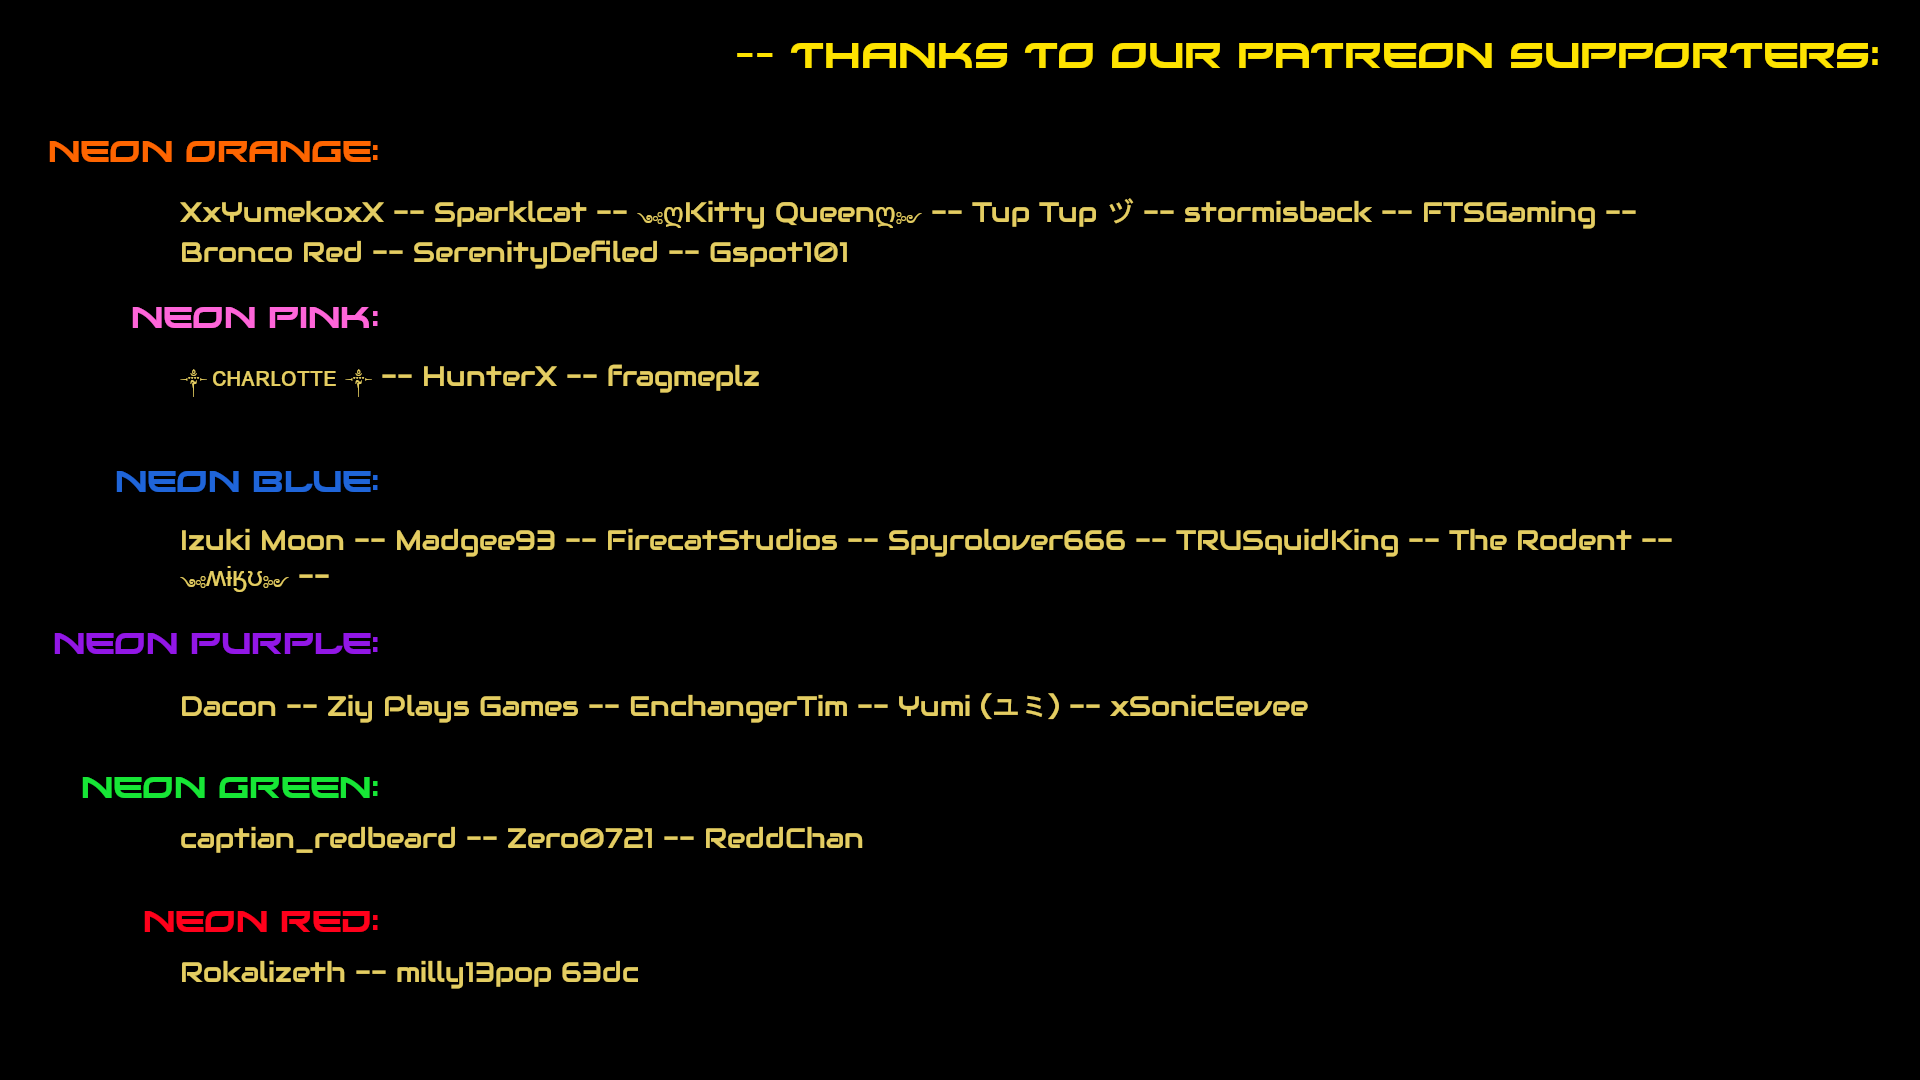 -- THANKS TO OUR PATREON SUPPORTERS:
NEON ORANGE:
XxYumekoxX -- Sparklcat -- ༺ღKitty Queenღ༻ -- Tup Tup ヅ -- stormisback -- FTSGaming --
Bronco Red -- SerenityDefiled -- Gspot101
NEON PINK:
⸸ CHARLOTTE ⸸ -- HunterX -- fragmeplz
NEON BLUE:
Izuki Moon -- Madgee93 -- FirecatStudios -- Spyrolover666 -- TRUSquidKing -- The Rodent --
༺ʍɨӄʊ༻ --
NEON PURPLE:
Dacon -- Ziy Plays Games -- EnchangerTim -- Yumi (ユミ) -- xSonicEevee
NEON GREEN:
captian_redbeard -- Zero0721 -- ReddChan
NEON RED:
Rokalizeth -- milly13pop 63dc